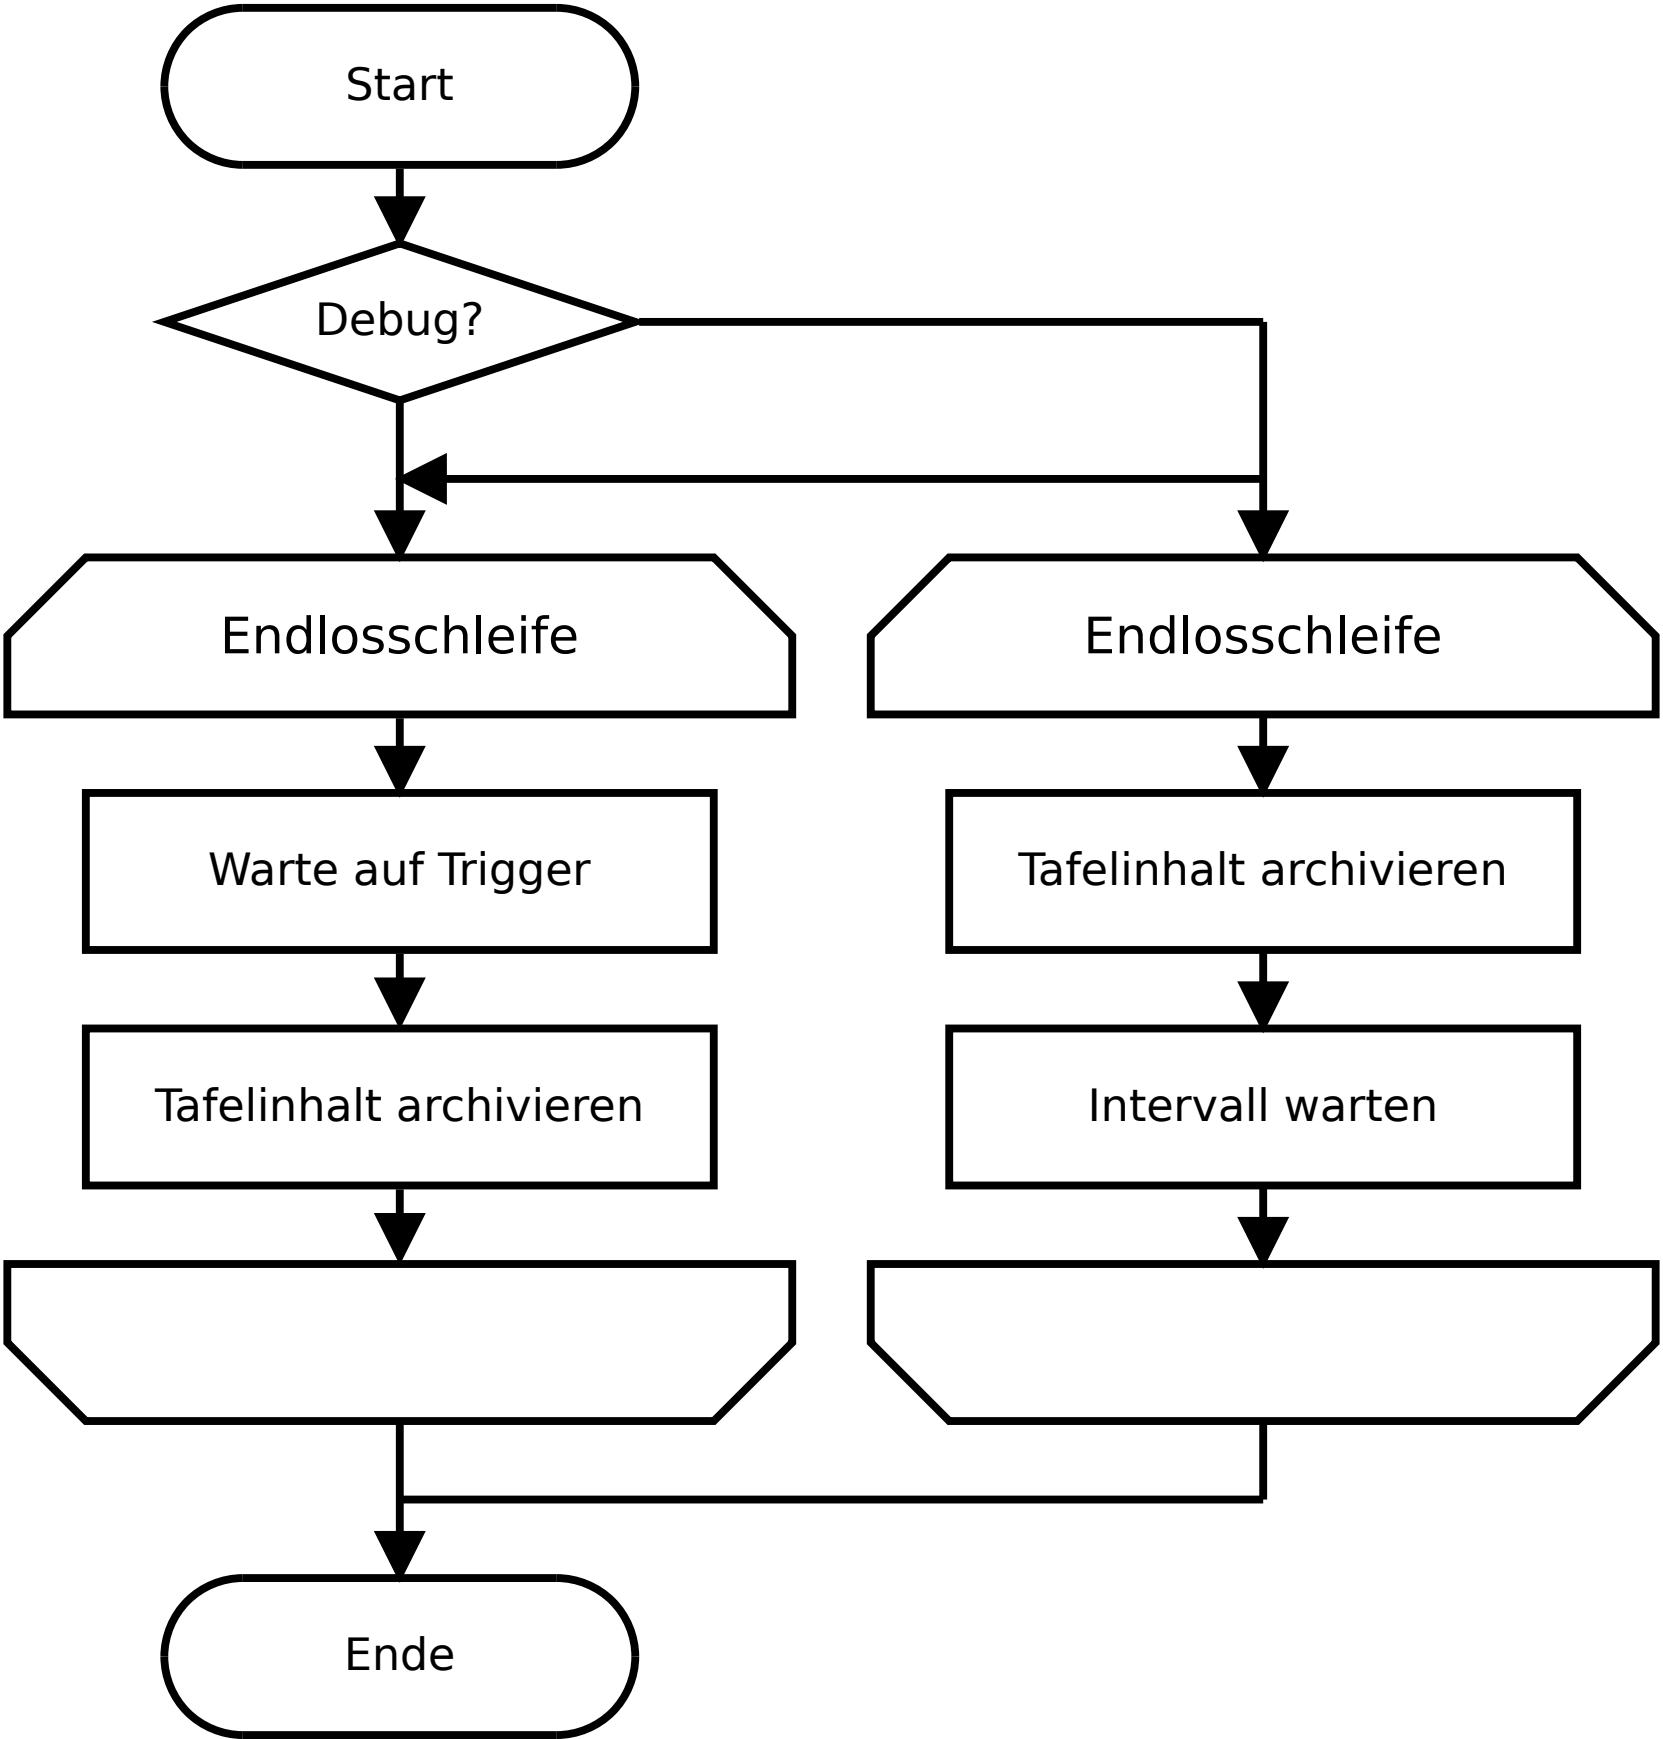 Start
Debug?
Endlosschleife
Endlosschleife
Warte auf Trigger
Tafelinhalt archivieren
Tafelinhalt archivieren
Intervall warten
Ende